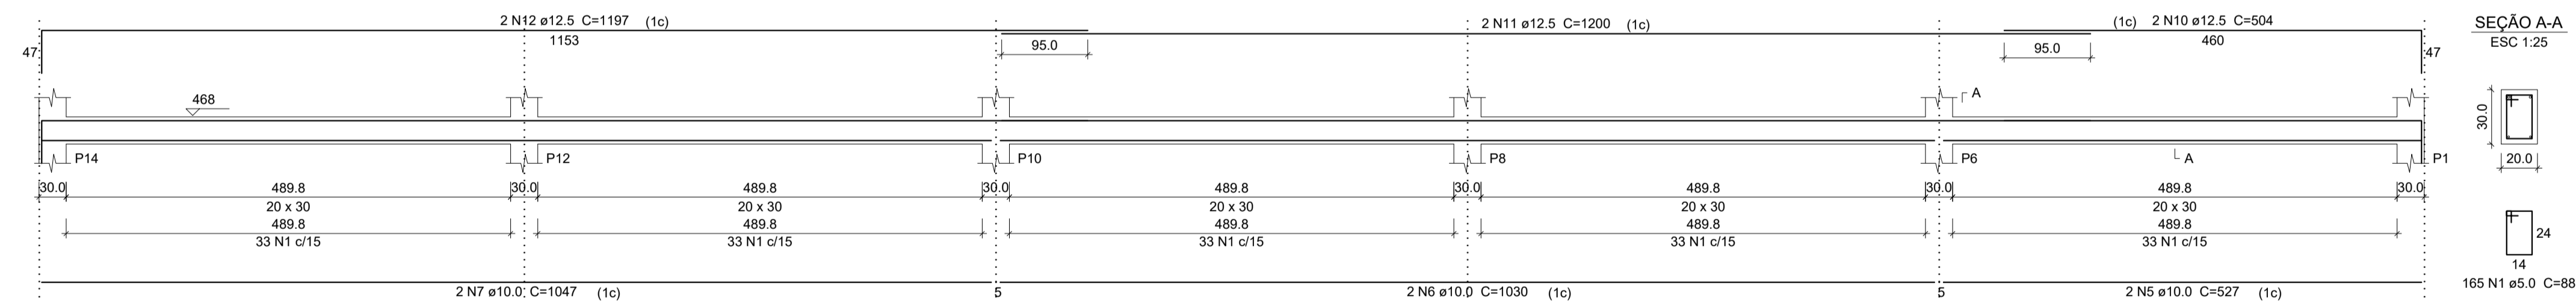 2 N12 ø12.5 C=1197 (1c)
2 N11 ø12.5 C=1200 (1c)
(1c) 2 N10 ø12.5 C=504
SEÇÃO A-A
ESC 1:25
47
1153
95.0
95.0
460
47
468
A
P14
P12
P10
P8
P6
A
P1
30.0
20.0
30.0
489.8
30.0
489.8
30.0
489.8
30.0
489.8
30.0
489.8
30.0
20 x 30
20 x 30
20 x 30
20 x 30
20 x 30
489.8
489.8
489.8
489.8
489.8
33 N1 c/15
33 N1 c/15
33 N1 c/15
33 N1 c/15
33 N1 c/15
24
14
165 N1 ø5.0 C=88
2 N7 ø10.0 C=1047 (1c)
5
2 N6 ø10.0 C=1030 (1c)
5
2 N5 ø10.0 C=527 (1c)